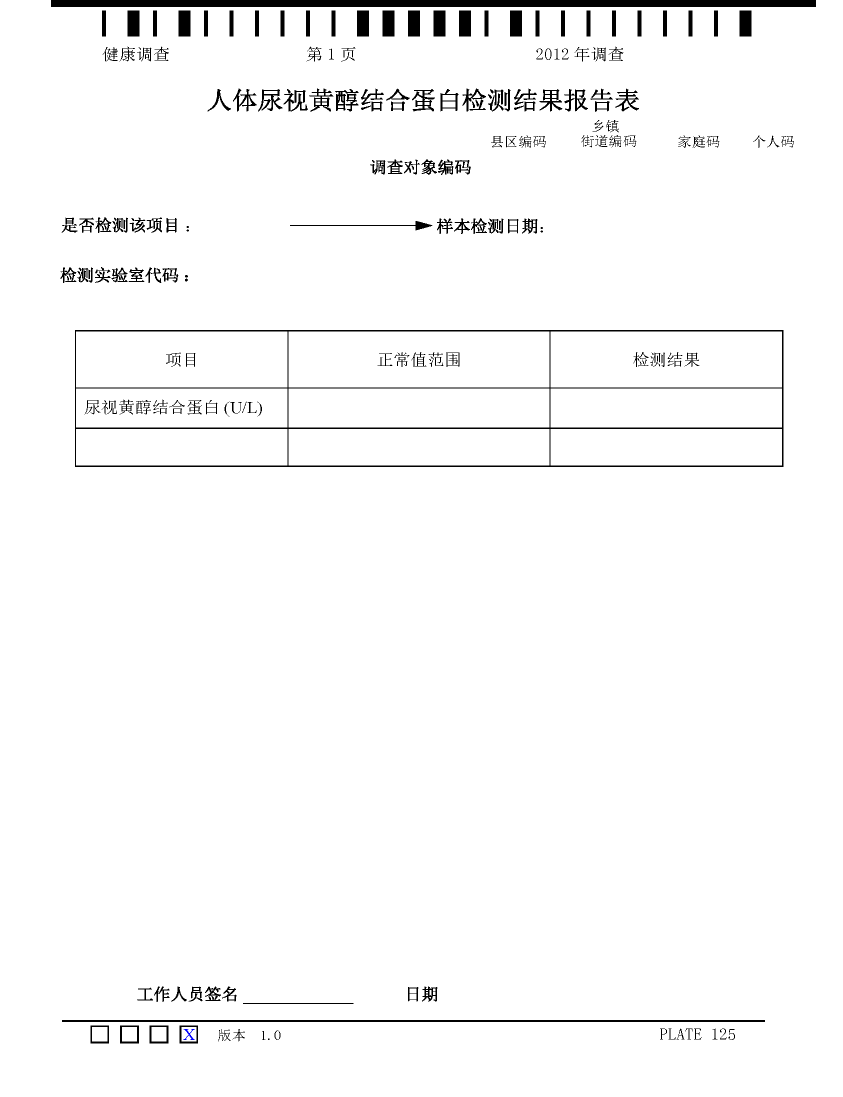 健康调查 第 1 页 2012 年调查
人体尿视黄醇结合蛋白检测结果报告表
乡镇
县区编码 街道编码 家庭码 个人码
调查对象编码
是否检测该项目： 样本检测日期：
检测实验室代码：
项目 正常值范围 检测结果
尿视黄醇结合蛋白 (U/L)
工作人员签名 日期
X 版本 1.0 PLATE 125